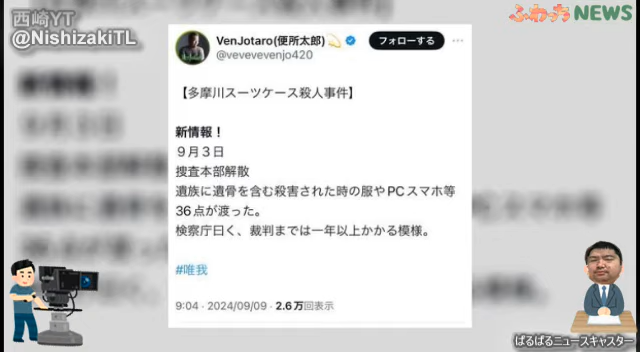 西崎YT
@NishizakiTL
ふわっちNEWS
VenJotaro(便所太郎)💫
フォローする
@vevevevenjo420
【多摩川スーツケース殺人事件】
新情報！
９月３日
捜査本部解散
遺族に遺骨を含む殺害された時の服やPCスマホ等
36点が渡った。
検察庁曰く、裁判までは一年以上かかる模様。
#唯我
9:04 · 2024/09/09 · 2.6万回表示
ぱるぱるニュースキャスター